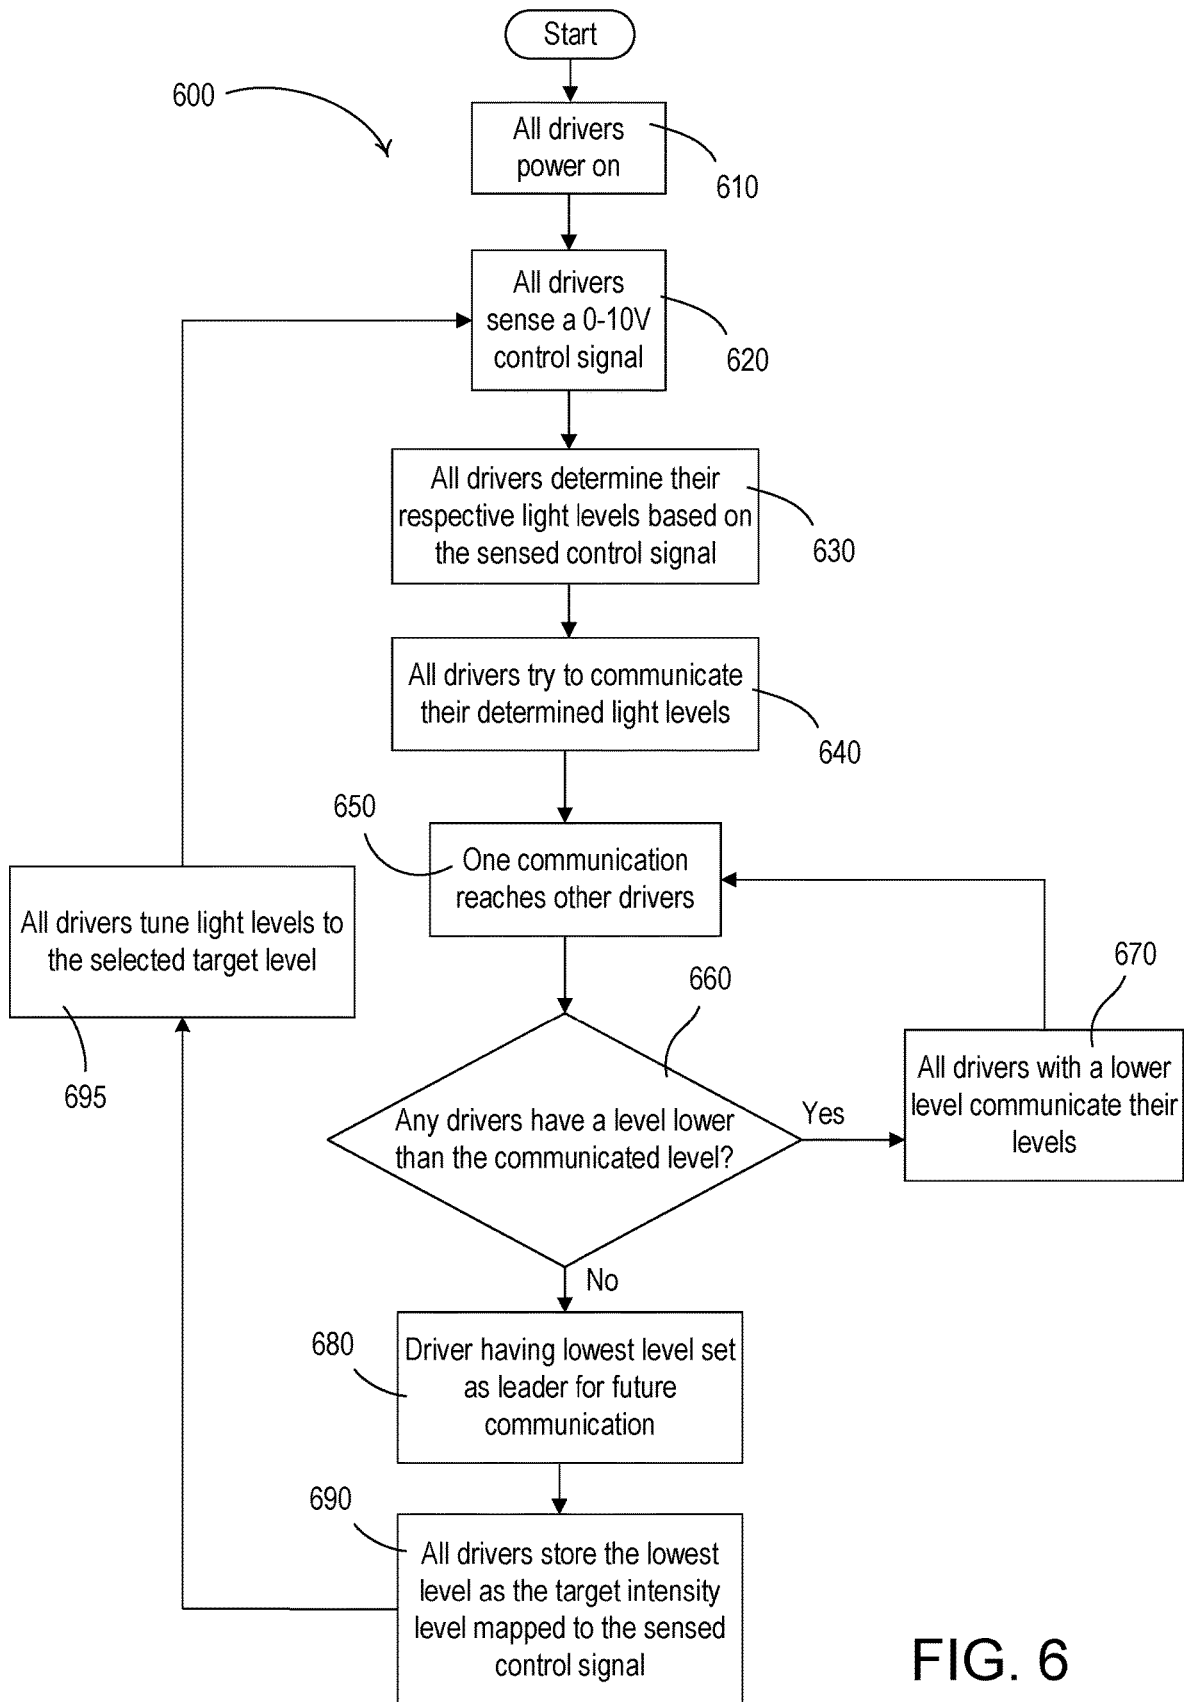 Start
600
All drivers
power on
610
All drivers
sense a 0-10V
control signal
620
All drivers determine their
respective light levels based on
the sensed control signal
630
All drivers try to communicate
their determined light levels
640
650
One communication
reaches other drivers
All drivers tune light levels to
the selected target level
695
660
670
Any drivers have a level lower
than the communicated level?
Yes
All drivers with a lower
level communicate their
levels
No
680
Driver having lowest level set
as leader for future
communication
690
All drivers store the lowest
level as the target intensity
level mapped to the sensed
control signal
FIG. 6